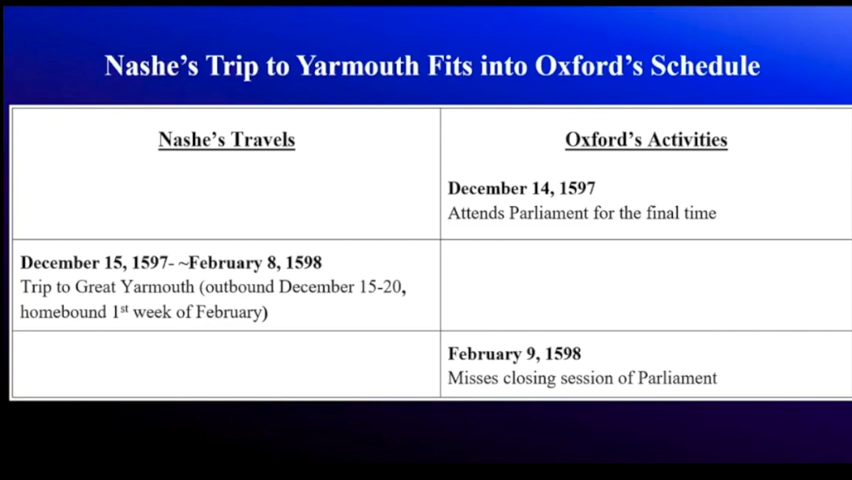 Nashe's Trip to Yarmouth Fits into Oxford's Schedule
Nashe's Travels
Oxford's Activities
December 14, 1597
Attends Parliament for the final time
December 15, 1597- ~February 8, 1598
Trip to Great Yarmouth (outbound December 15-20,
homebound 1st week of February)
February 9, 1598
Misses closing session of Parliament